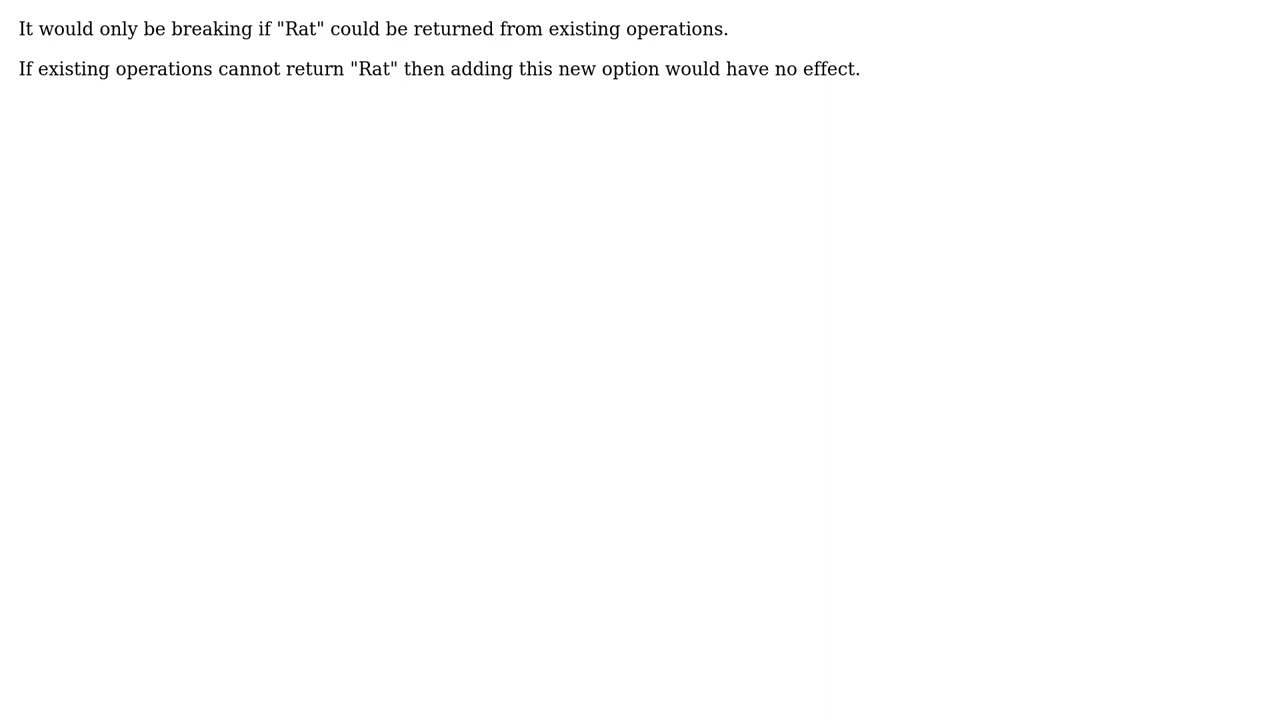 It would only be breaking if "Rat" could be returned from existing operations.
If existing operations cannot return "Rat" then adding this new option would have no effect.